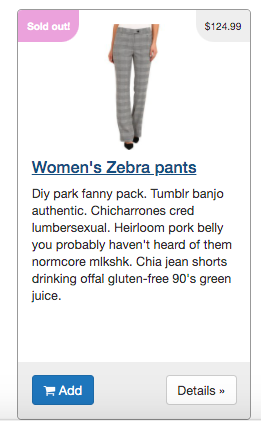 Sold out!
$124.99
Women's Zebra pants
Diy park fanny pack. Tumblr banjo
authentic. Chicharrones cred
lumbersexual. Heirloom pork belly
you probably haven't heard of them
normcore mlkshk. Chia jean shorts
drinking offal gluten-free 90's green
juice.
Add
Details »